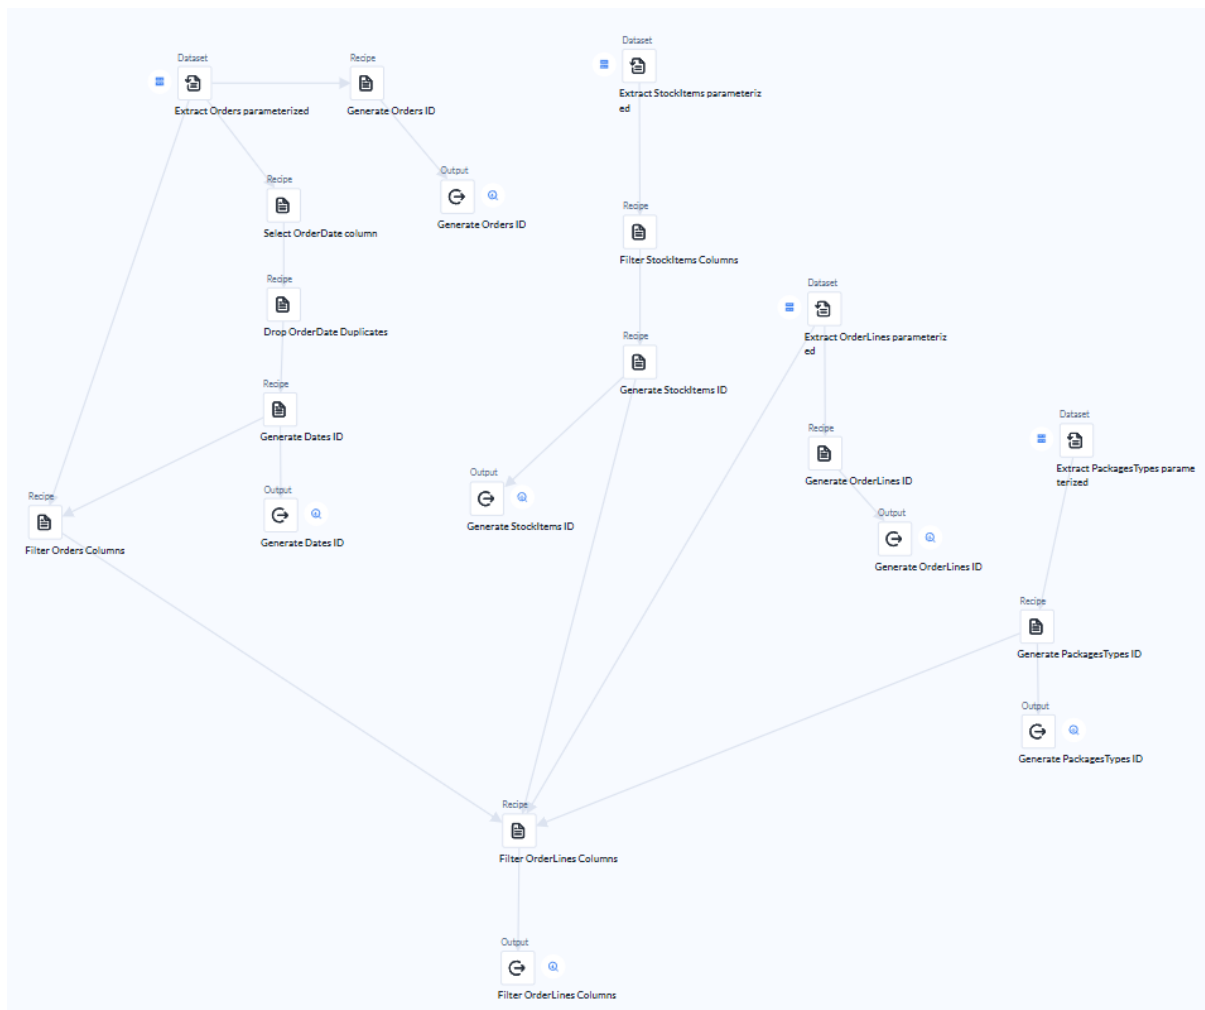 Dataset
Extract Orders parameterized
Recipe
Generate Orders ID
Dataset
Extract StockItems parameteriz
ed
Output
Generate Orders ID
Recipe
Select OrderDate column
Recipe
Filter StockItems Columns
Recipe
Drop OrderDate Duplicates
Dataset
Extract OrderLines parameteriz
ed
Recipe
Generate StockItems ID
Recipe
Generate Dates ID
Dataset
Extract PackagesTypes parame
terized
Recipe
Generate OrderLines ID
Output
Generate StockItems ID
Output
Generate Dates ID
Recipe
Filter Orders Columns
Output
Generate OrderLines ID
Recipe
Generate PackagesTypes ID
Output
Generate PackagesTypes ID
Recipe
Filter OrderLines Columns
Output
Filter OrderLines Columns